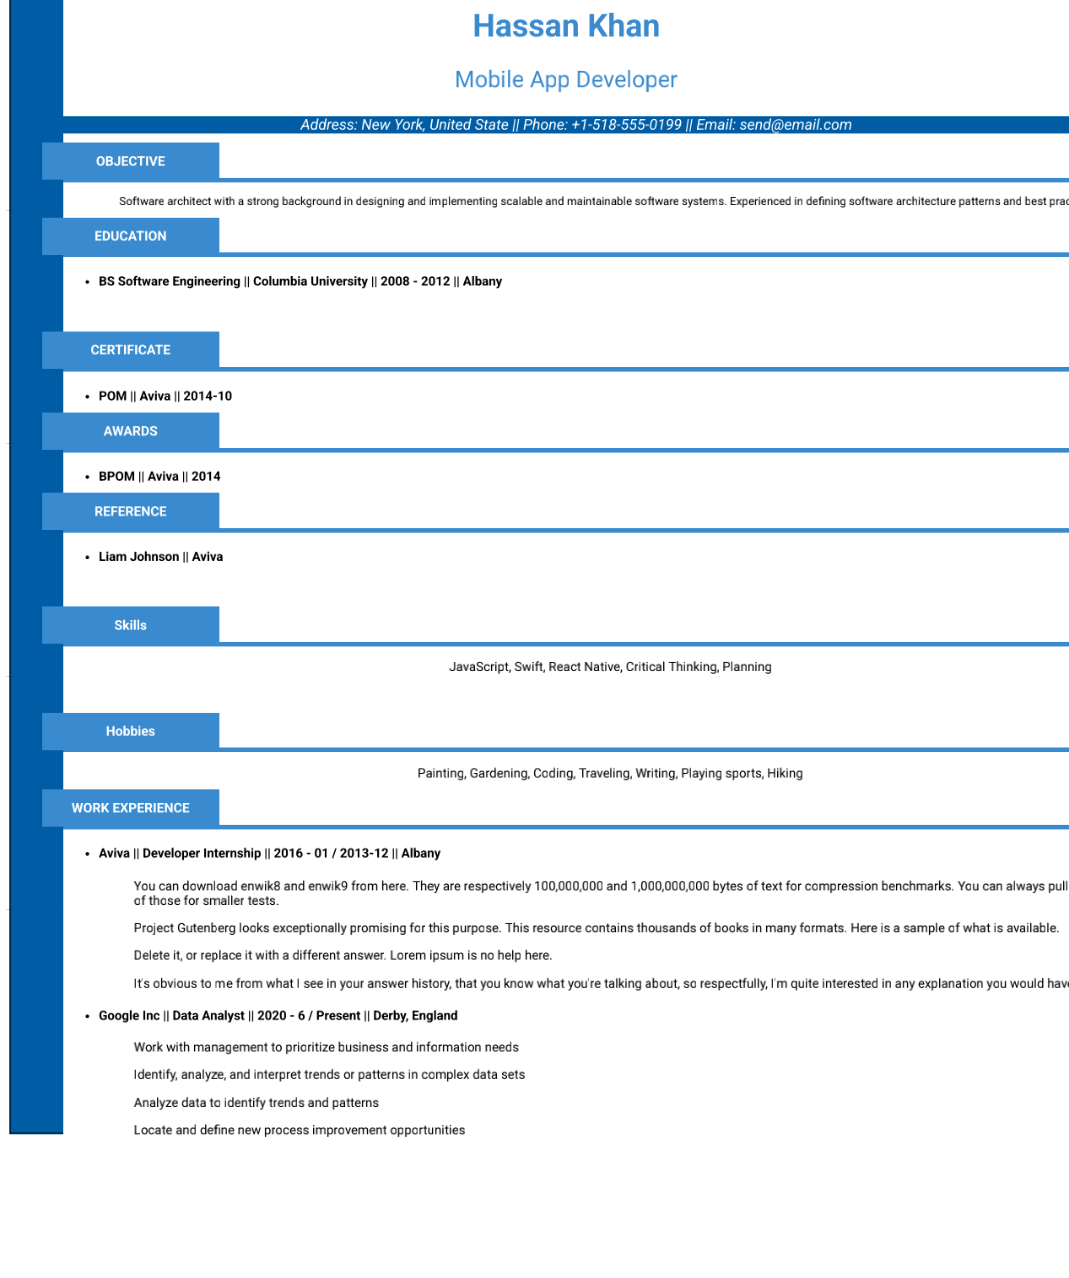 Hassan Khan
Mobile App Developer
Address: New York, United State || Phone: +1-518-555-0199 || Email: send@email.com
OBJECTIVE
Software architect with a strong background in designing and implementing scalable and maintainable software systems. Experienced in defining software architecture patterns and best
EDUCATION
• BS Software Engineering || Columbia University || 2008 - 2012 || Albany
CERTIFICATE
• POM || Aviva || 2014-10
AWARDS
• BPOM || Aviva || 2014
REFERENCE
• Liam Johnson || Aviva
Skills
JavaScript, Swift, React Native, Critical Thinking, Planning
Hobbies
Painting, Gardening, Coding, Traveling, Writing, Playing sports, Hiking
WORK EXPERIENCE
• Aviva || Developer Internship || 2016 - 01 / 2013-12 || Albany
You can download enwik8 and enwik9 from here. They are respectively 100,000,000 and 1,000,000,000 bytes of text for compression benchmarks. You can always pull
of those for smaller tests.
Project Gutenberg looks exceptionally promising for this purpose. This resource contains thousands of books in many formats. Here is a sample of what is available.
Delete it, or replace it with a different answer. Lorem ipsum is no help here.
It's obvious to me from what I see in your answer history, that you know what you're talking about, so respectfully, I'm quite interested in any explanation you would have
• Google Inc || Data Analyst || 2020 - 6 / Present || Derby, England
Work with management to prioritize business and information needs
Identify, analyze, and interpret trends or patterns in complex data sets
Analyze data to identify trends and patterns
Locate and define new process improvement opportunities